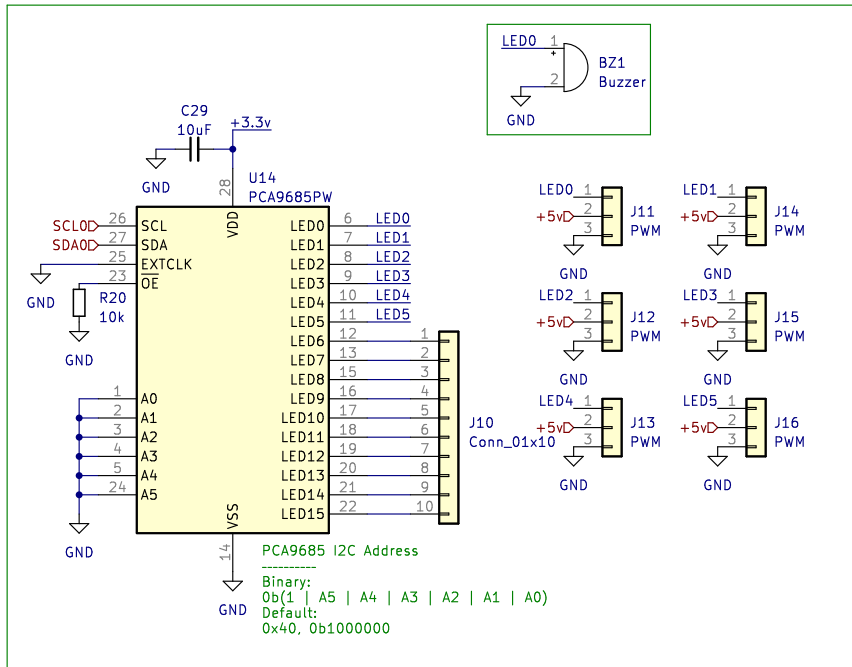 LED0 1
+
2
GND
BZ1
Buzzer
C29
10uF
+3.3v
GND
28
U14
PCA9685PW
VDD
SCL0 26 SCL
SDA0 27 SDA
25 EXTCLK
23 OE
GND
R20
10k
GND
1 A0
2 A1
3 A2
4 A3
5 A4
24 A5
GND
VSS
14
GND
LED0 6 LED0
LED1 7 LED1
LED2 8 LED2
LED3 9 LED3
LED4 10 LED4
LED5 11 LED5
LED6 12 1
LED7 13 2
LED8 15 3
LED9 16 4
LED10 17 5
LED11 18 6
LED12 19 7
LED13 20 8
LED14 21 9
LED15 22 10
J10
Conn_01x10
LED0 1
+5v 2
3
GND
J11
PWM
LED1 1
+5v 2
3
GND
J14
PWM
LED2 1
+5v 2
3
GND
J12
PWM
LED3 1
+5v 2
3
GND
J15
PWM
LED4 1
+5v 2
3
GND
J13
PWM
LED5 1
+5v 2
3
GND
J16
PWM
PCA9685 I2C Address
----------
Binary:
0b(1 | A5 | A4 | A3 | A2 | A1 | A0)
Default:
0x40, 0b1000000